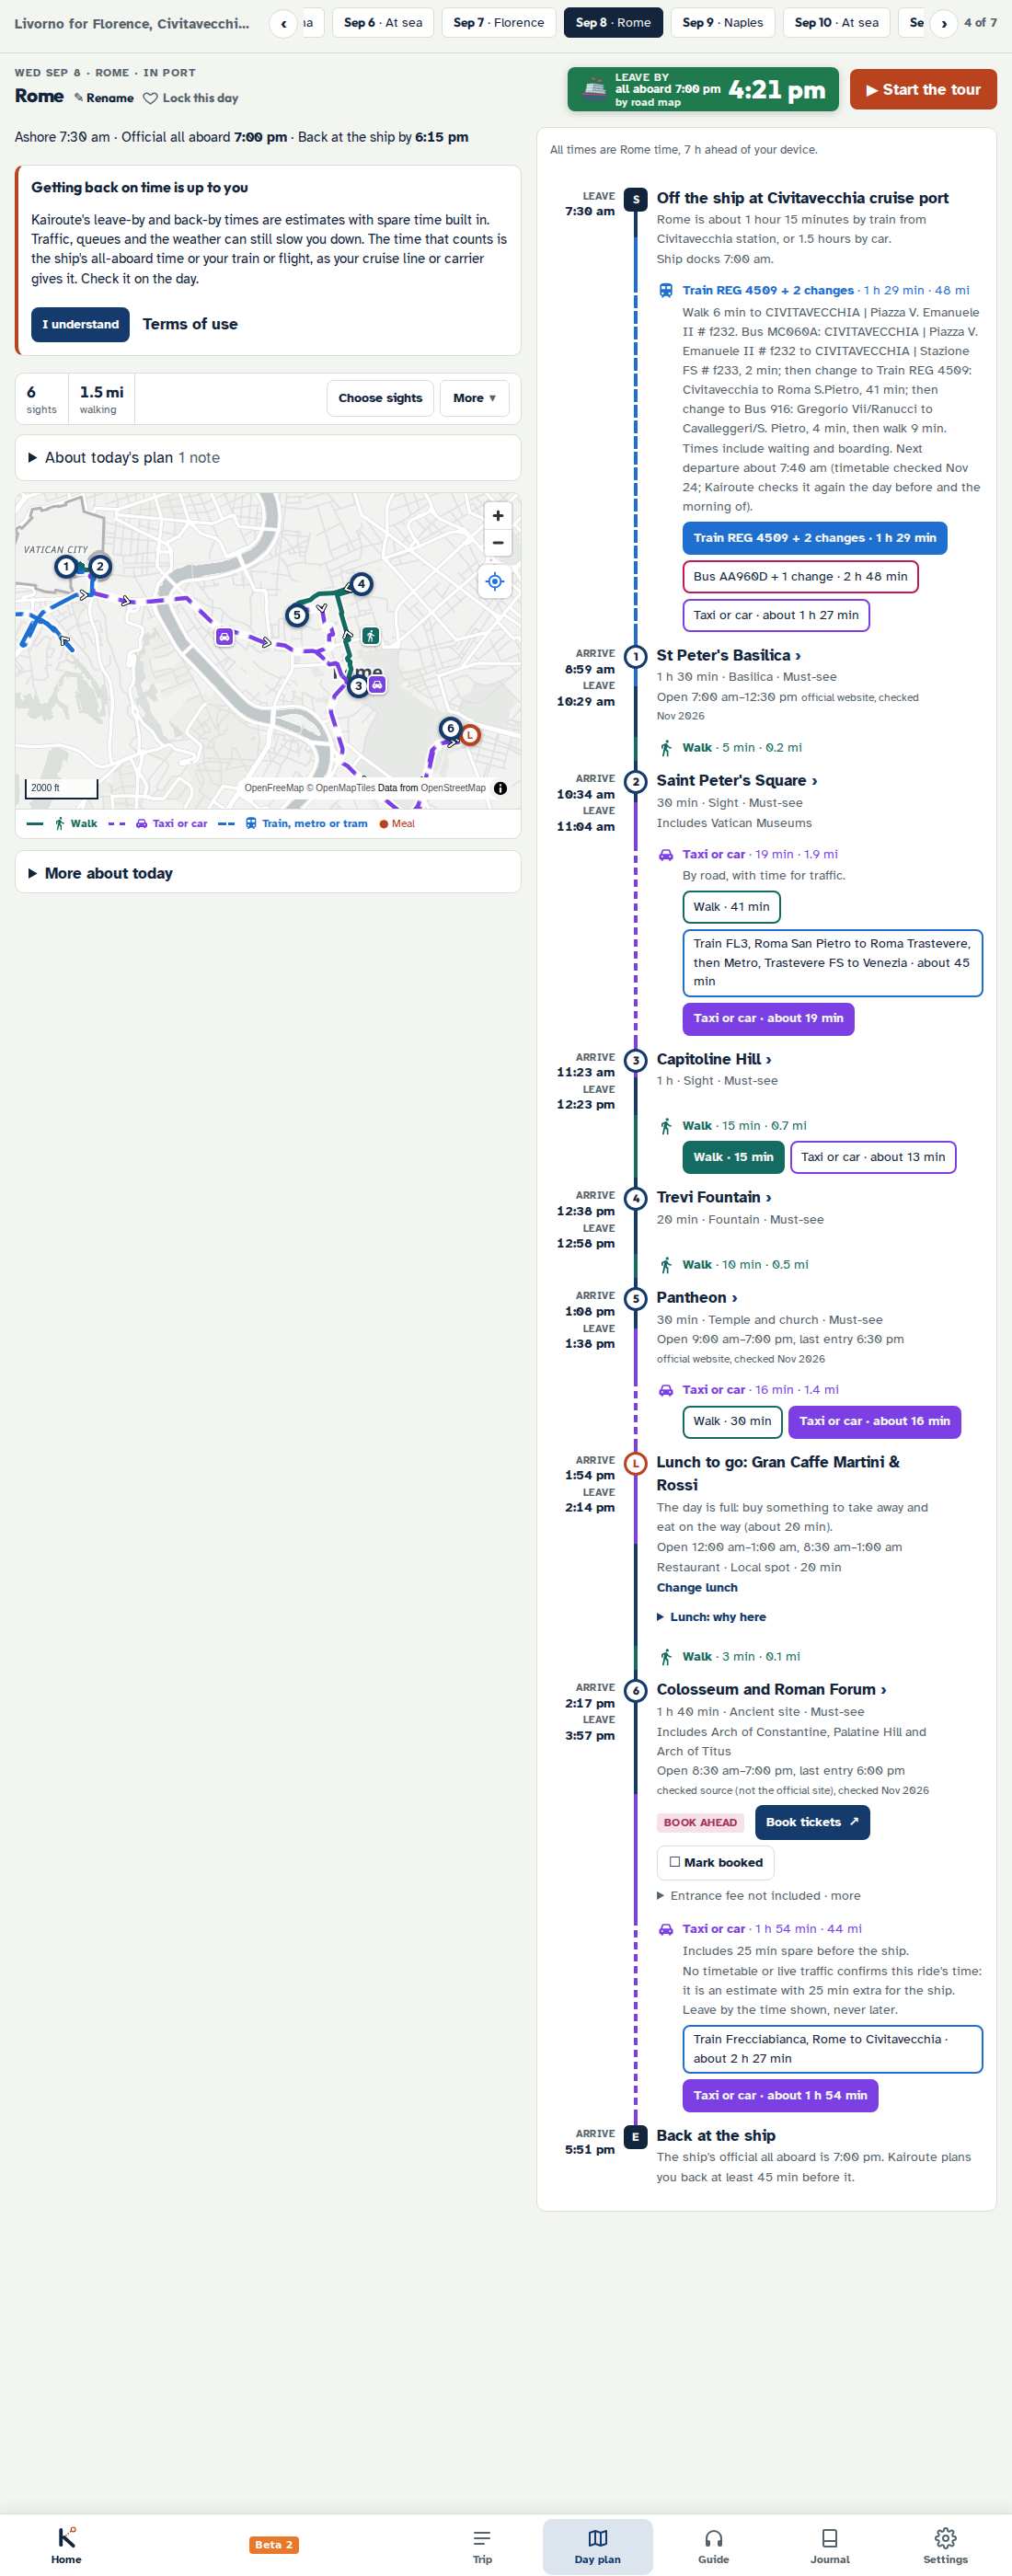 Livorno for Florence, Civitavecchi...
‹
na
Sep 6 · At sea
Sep 7 · Florence
Sep 8 · Rome
Sep 9 · Naples
Sep 10 · At sea
Se
›
4 of 7
WED SEP 8 · ROME · IN PORT
Rome ✎ Rename ♡ Lock this day
LEAVE BY
all aboard 7:00 pm
by road map
4:21 pm
▶ Start the tour
Ashore 7:30 am · Official all aboard 7:00 pm · Back at the ship by 6:15 pm
Getting back on time is up to you
Kairoute's leave-by and back-by times are estimates with spare time built in.
Traffic, queues and the weather can still slow you down. The time that counts is
the ship's all-aboard time or your train or flight, as your cruise line or carrier
gives it. Check it on the day.
I understand
Terms of use
6
sights
1.5 mi
walking
Choose sights
More ▼
▶ About today's plan 1 note
VATICAN CITY
1
2
4
5
3
6
L
+
−
2000 ft
OpenFreeMap © OpenMapTiles Data from OpenStreetMap
Walk
Taxi or car
Train, metro or tram
Meal
▶ More about today
All times are Rome time, 7 h ahead of your device.
LEAVE
7:30 am
S
Off the ship at Civitavecchia cruise port
Rome is about 1 hour 15 minutes by train from
Civitavecchia station, or 1.5 hours by car.
Ship docks 7:00 am.
Train REG 4509 + 2 changes · 1 h 29 min · 48 mi
Walk 6 min to CIVITAVECCHIA | Piazza V. Emanuele
II # f232. Bus MC060A: CIVITAVECCHIA | Piazza V.
Emanuele II # f232 to CIVITAVECCHIA | Stazione
FS # f233, 2 min; then change to Train REG 4509:
Civitavecchia to Roma S.Pietro, 41 min; then
change to Bus 916: Gregorio Vii/Ranucci to
Cavalleggeri/S. Pietro, 4 min, then walk 9 min.
Times include waiting and boarding. Next
departure about 7:40 am (timetable checked Nov
24; Kairoute checks it again the day before and the
morning of).
Train REG 4509 + 2 changes · 1 h 29 min
Bus AA960D + 1 change · 2 h 48 min
Taxi or car · about 1 h 27 min
ARRIVE
8:59 am
LEAVE
10:29 am
1
St Peter's Basilica ›
1 h 30 min · Basilica · Must-see
Open 7:00 am–12:30 pm official website, checked
Nov 2026
Walk · 5 min · 0.2 mi
ARRIVE
10:34 am
LEAVE
11:04 am
2
Saint Peter's Square ›
30 min · Sight · Must-see
Includes Vatican Museums
Taxi or car · 19 min · 1.9 mi
By road, with time for traffic.
Walk · 41 min
Train FL3, Roma San Pietro to Roma Trastevere,
then Metro, Trastevere FS to Venezia · about 45
min
Taxi or car · about 19 min
ARRIVE
11:23 am
LEAVE
12:23 pm
3
Capitoline Hill ›
1 h · Sight · Must-see
Walk · 15 min · 0.7 mi
Walk · 15 min
Taxi or car · about 13 min
ARRIVE
12:38 pm
LEAVE
12:58 pm
4
Trevi Fountain ›
20 min · Fountain · Must-see
Walk · 10 min · 0.5 mi
ARRIVE
1:08 pm
LEAVE
1:38 pm
5
Pantheon ›
30 min · Temple and church · Must-see
Open 9:00 am–7:00 pm, last entry 6:30 pm
official website, checked Nov 2026
Taxi or car · 16 min · 1.4 mi
Walk · 30 min
Taxi or car · about 16 min
ARRIVE
1:54 pm
LEAVE
2:14 pm
L
Lunch to go: Gran Caffe Martini &
Rossi
The day is full: buy something to take away and
eat on the way (about 20 min).
Open 12:00 am–1:00 am, 8:30 am–1:00 am
Restaurant · Local spot · 20 min
Change lunch
▶ Lunch: why here
Walk · 3 min · 0.1 mi
ARRIVE
2:17 pm
LEAVE
3:57 pm
6
Colosseum and Roman Forum ›
1 h 40 min · Ancient site · Must-see
Includes Arch of Constantine, Palatine Hill and
Arch of Titus
Open 8:30 am–7:00 pm, last entry 6:00 pm
checked source (not the official site), checked Nov 2026
BOOK AHEAD
Book tickets ↗
☐ Mark booked
▶ Entrance fee not included · more
Taxi or car · 1 h 54 min · 44 mi
Includes 25 min spare before the ship.
No timetable or live traffic confirms this ride's time:
it is an estimate with 25 min extra for the ship.
Leave by the time shown, never later.
Train Frecciabianca, Rome to Civitavecchia ·
about 2 h 27 min
Taxi or car · about 1 h 54 min
ARRIVE
5:51 pm
E
Back at the ship
The ship's official all aboard is 7:00 pm. Kairoute plans
you back at least 45 min before it.
Home
Beta 2
Trip
Day plan
Guide
Journal
Settings